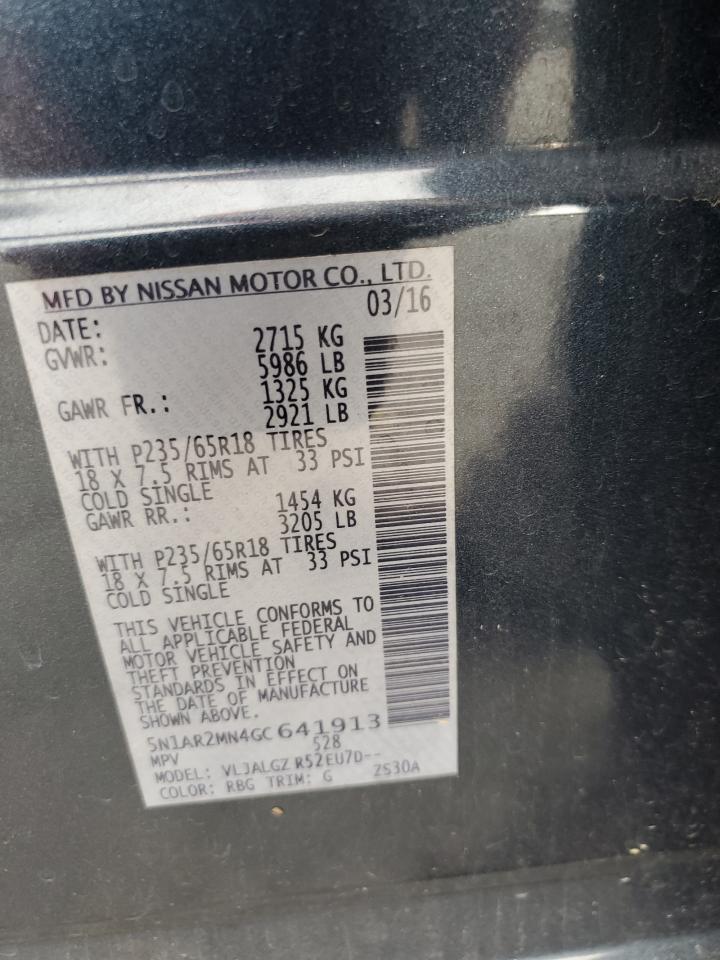 MFD BY NISSAN MOTOR CO., LTD.
DATE: 03/16
GVWR: 2715 KG
5986 LB
GAWR FR.: 1325 KG
2921 LB
WITH P235/65R18 TIRES
18 X 7.5 RIMS AT 33 PSI
COLD SINGLE
GAWR RR.: 1454 KG
3205 LB
WITH P235/65R18 TIRES
18 X 7.5 RIMS AT 33 PSI
COLD SINGLE
THIS VEHICLE CONFORMS TO
ALL APPLICABLE FEDERAL
MOTOR VEHICLE SAFETY AND
THEFT PREVENTION
STANDARDS IN EFFECT ON
THE DATE OF MANUFACTURE
SHOWN ABOVE.
5N1AR2MN4GC641913
MPV 528
MODEL: VLJALGZ R52EU7D--
COLOR: RBG TRIM: G ZS30A